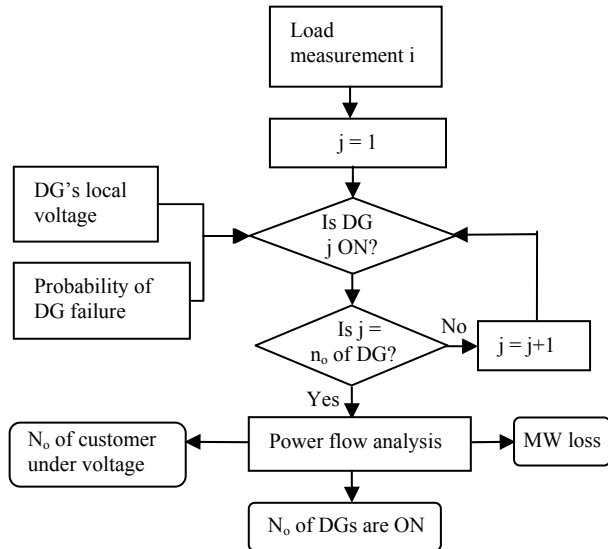 Load
measurement i
j = 1
DG's local
voltage
Is DG
j ON?
Probability of
DG failure
Is j =
nₒ of DG?
No
j = j+1
Yes
Nₒ of customer
under voltage
Power flow analysis
MW loss
Nₒ of DGs are ON